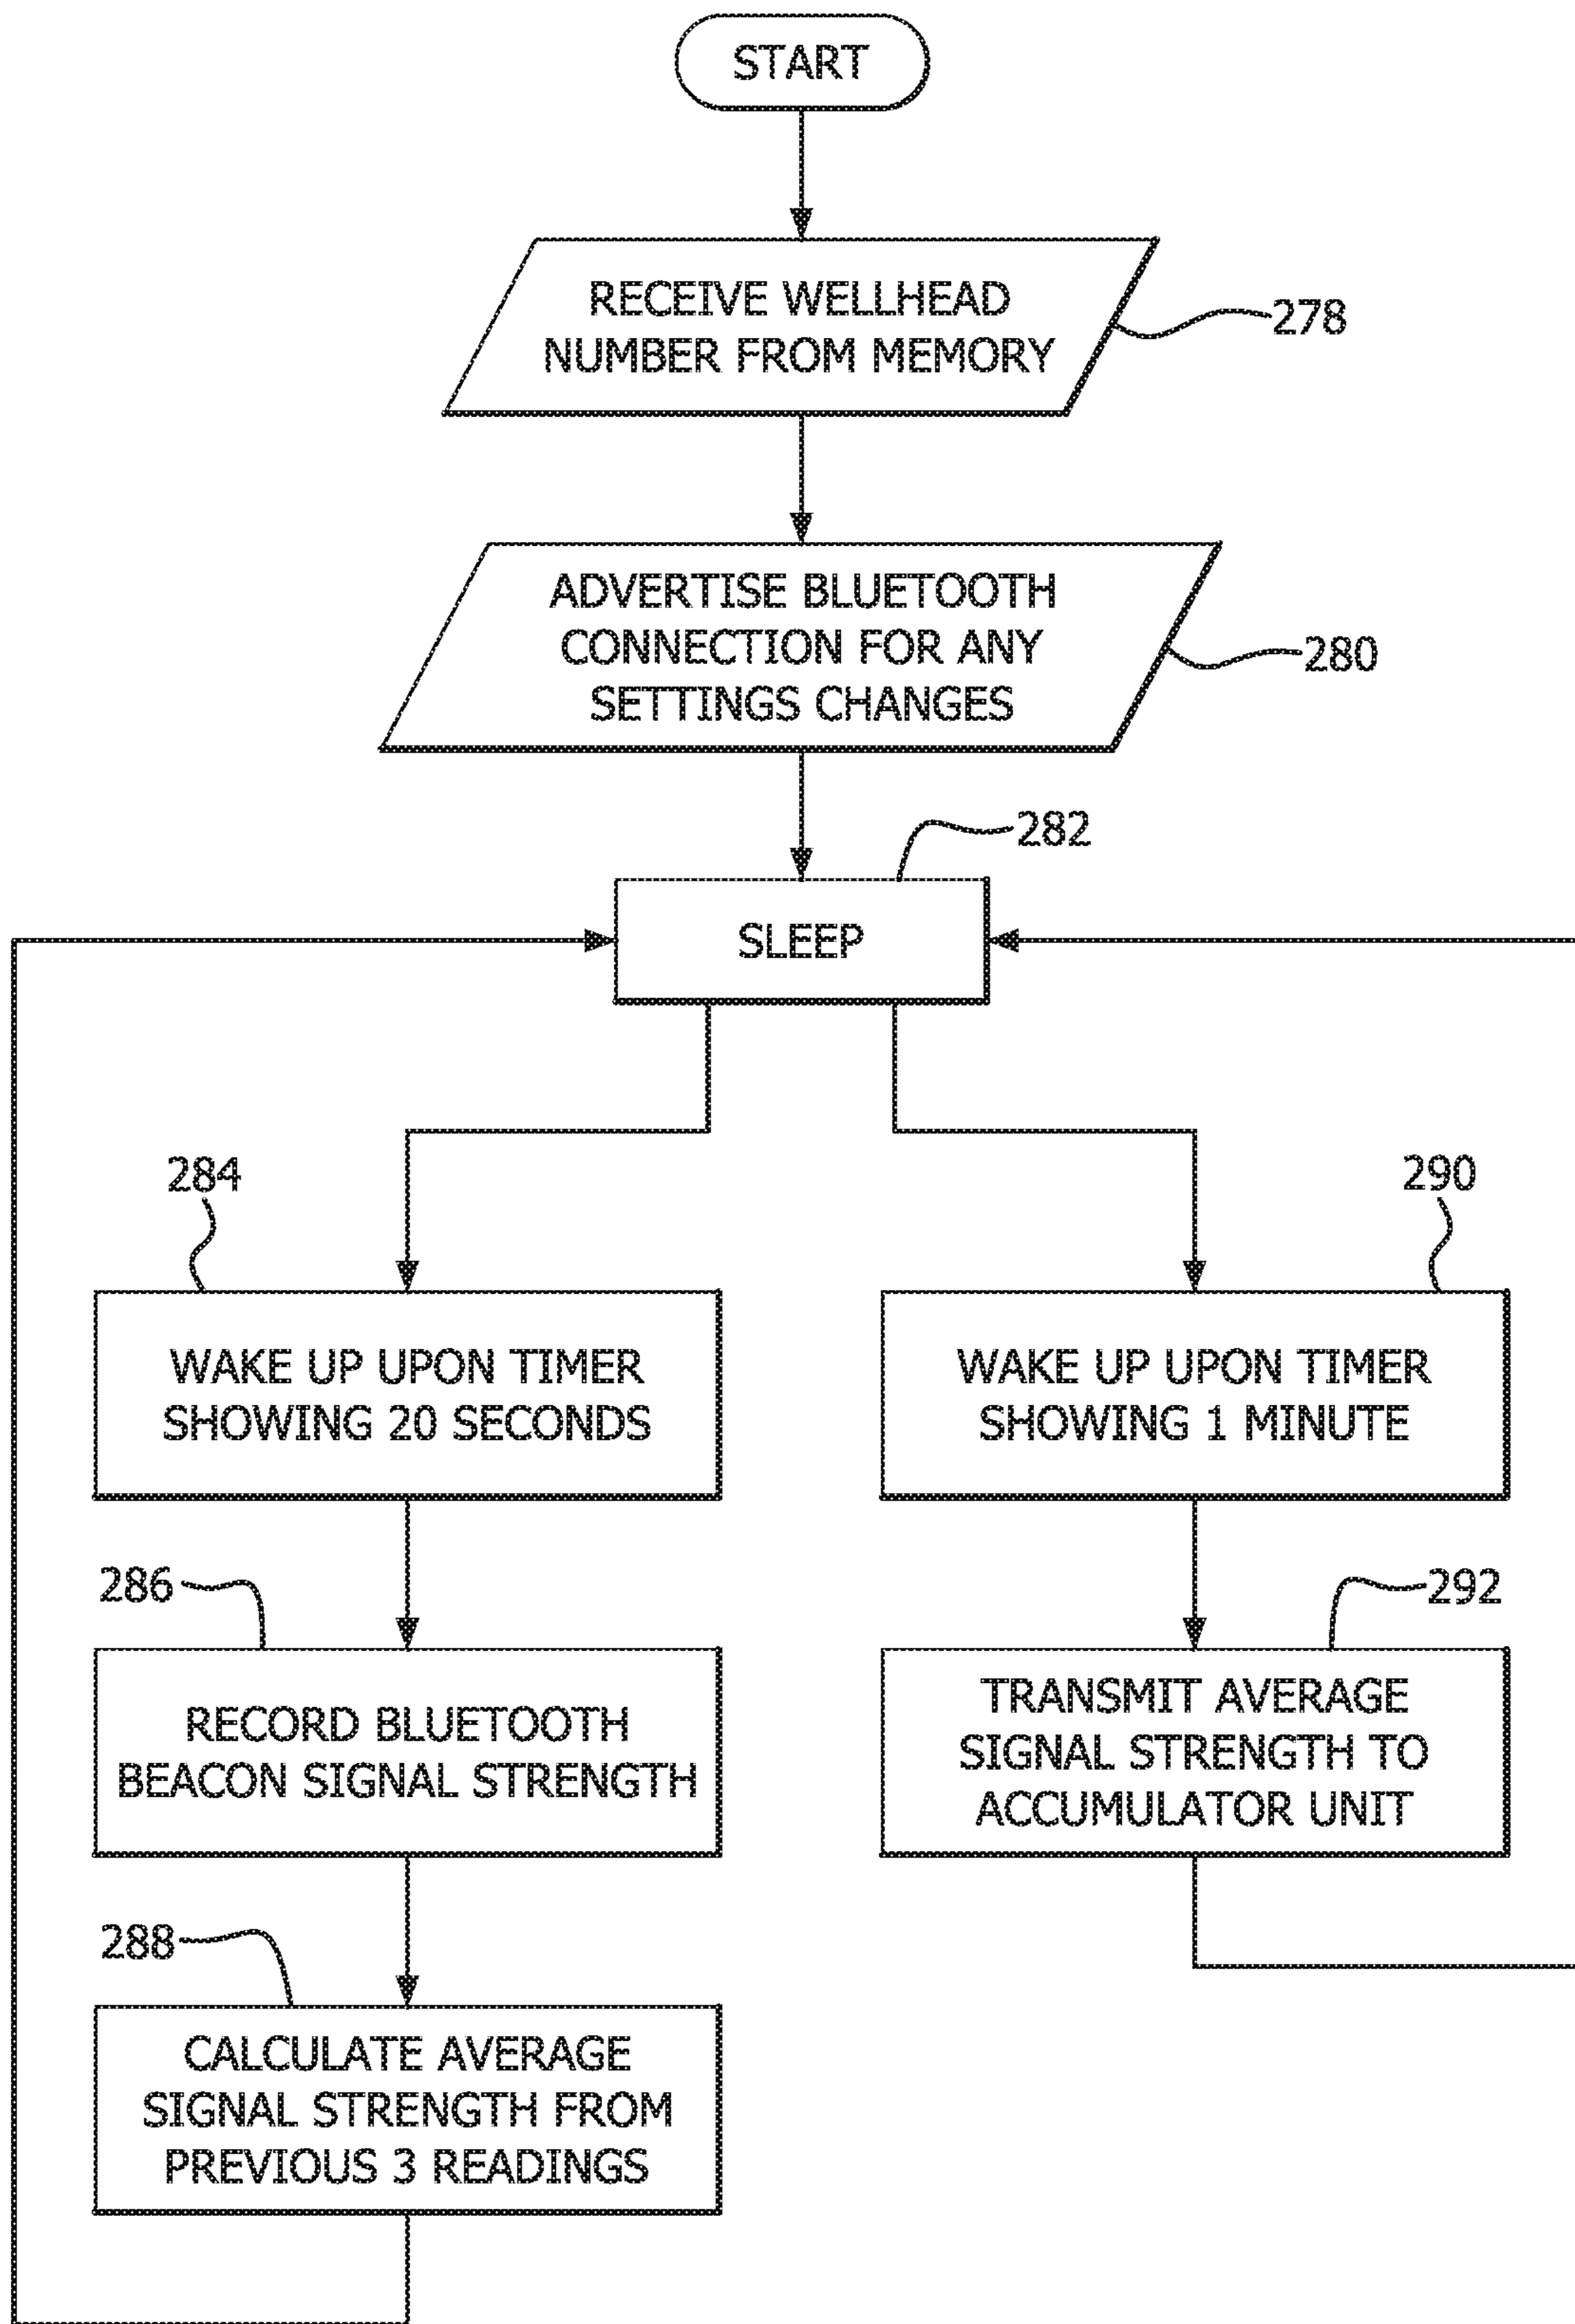 START
RECEIVE WELLHEAD
NUMBER FROM MEMORY
278
ADVERTISE BLUETOOTH
CONNECTION FOR ANY
SETTINGS CHANGES
280
282
SLEEP
284
WAKE UP UPON TIMER
SHOWING 20 SECONDS
286
RECORD BLUETOOTH
BEACON SIGNAL STRENGTH
288
CALCULATE AVERAGE
SIGNAL STRENGTH FROM
PREVIOUS 3 READINGS
290
WAKE UP UPON TIMER
SHOWING 1 MINUTE
292
TRANSMIT AVERAGE
SIGNAL STRENGTH TO
ACCUMULATOR UNIT